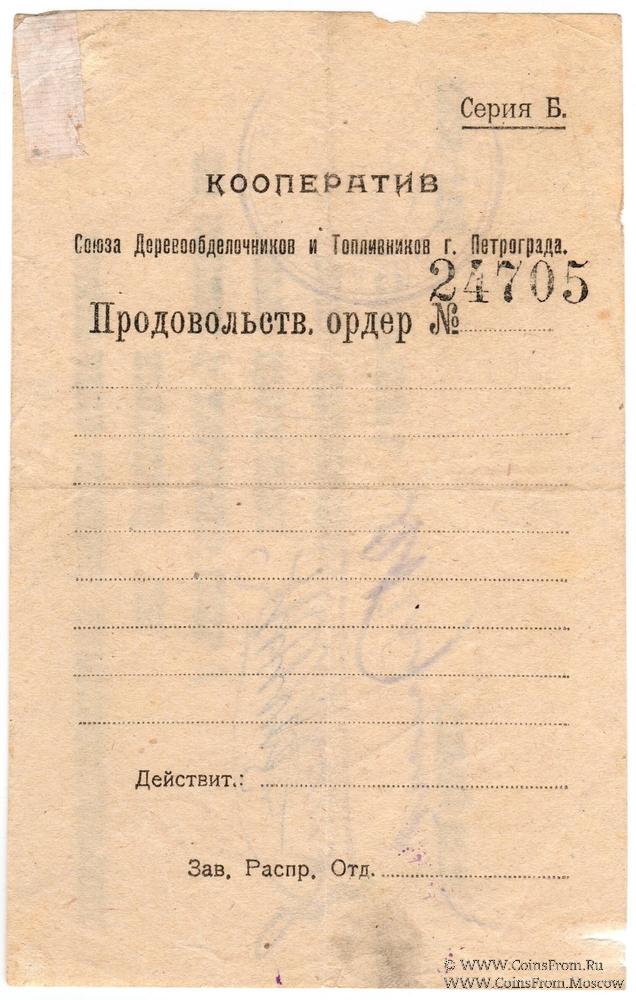 Серия Б.
КООПЕРАТИВ
Союза Деревообделочников и Топливников г. Петрограда.
24705
Продовольств. ордер №
Действит.:
Зав. Распр. Отд.
© WWW.CoinsFrom.Ru
WWW.CoinsFrom.Moscow